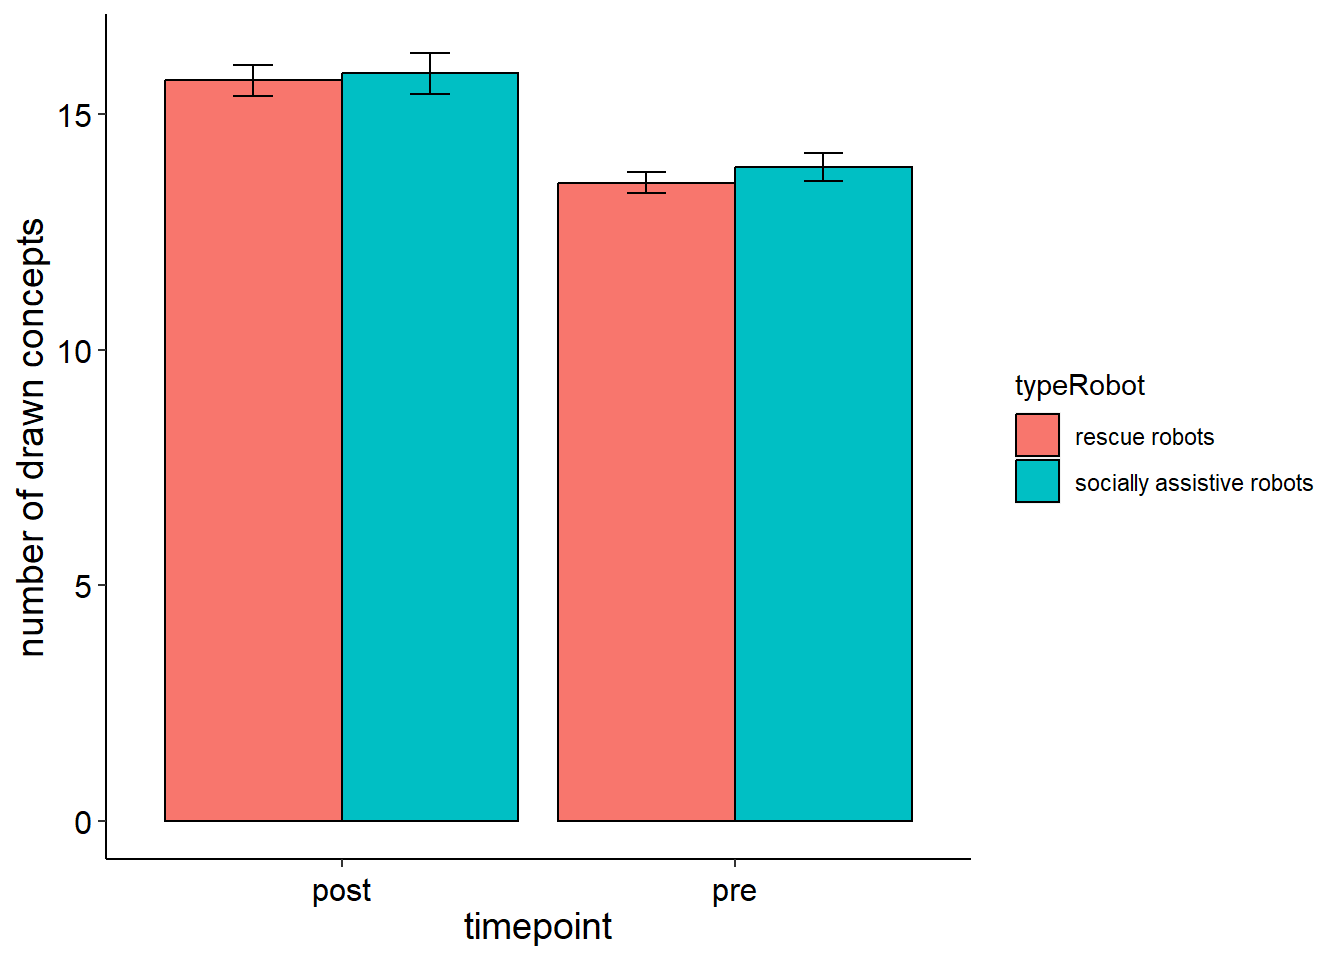 number of drawn concepts
15
10
5
0
post
pre
timepoint
typeRobot
rescue robots
socially assistive robots